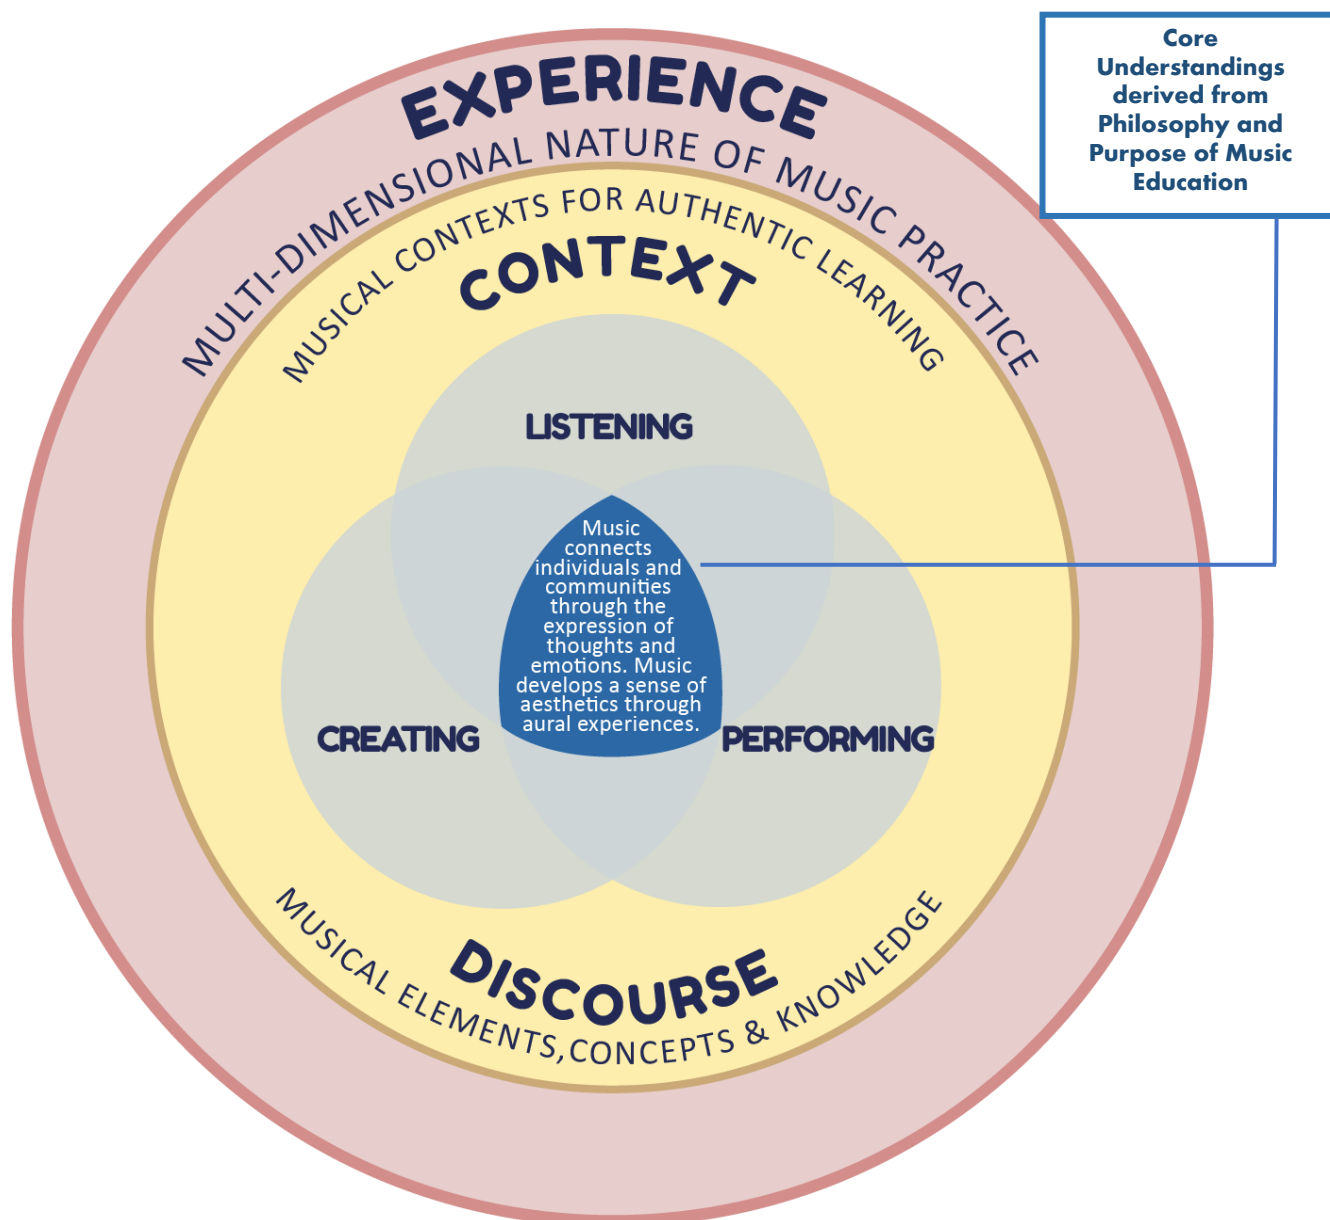 Core
Understandings
derived from
Philosophy and
Purpose of Music
Education
EXPERIENCE
MULTI-DIMENSIONAL NATURE OF MUSIC PRACTICE
MUSICAL CONTEXTS FOR AUTHENTIC LEARNING
CONTEXT
LISTENING
Music
connects
individuals and
communities
through the
expression of
thoughts and
emotions. Music
develops a sense of
aesthetics through
aural experiences.
CREATING
PERFORMING
DISCOURSE
MUSICAL ELEMENTS, CONCEPTS & KNOWLEDGE